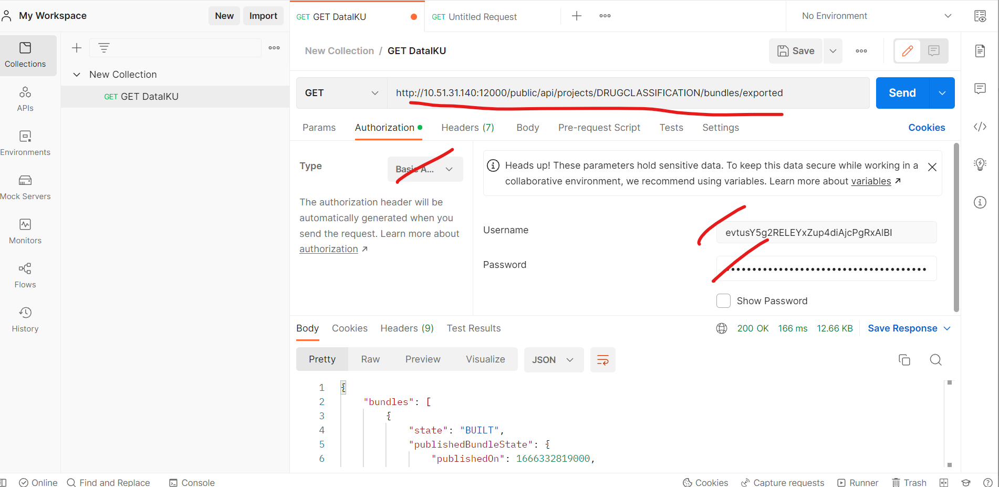 My Workspace
New
Import
GET GET DataIKU
GET Untitled Request
No Environment
Collections
APIs
Environments
Mock Servers
Monitors
Flows
History
New Collection
GET GET DataIKU
New Collection / GET DataIKU
Save
GET
http://10.51.31.140:12000/public/api/projects/DRUGCLASSIFICATION/bundles/exported
Send
Params
Authorization
Headers (7)
Body
Pre-request Script
Tests
Settings
Cookies
Type
Basic A...
The authorization header will be
automatically generated when you
send the request. Learn more about
authorization ↗
Heads up! These parameters hold sensitive data. To keep this data secure while working in a
collaborative environment, we recommend using variables. Learn more about variables ↗
Username
evtusY5g2RELEYxZup4diAjcPgRxAIBI
Password
Show Password
Body
Cookies
Headers (9)
Test Results
200 OK
166 ms
12.66 KB
Save Response
Pretty
Raw
Preview
Visualize
JSON
1 {
2 "bundles": [
3 {
4 "state": "BUILT",
5 "publishedBundleState": {
6 "publishedOn": 1666332819000,
Online
Find and Replace
Console
Cookies
Capture requests
Runner
Trash